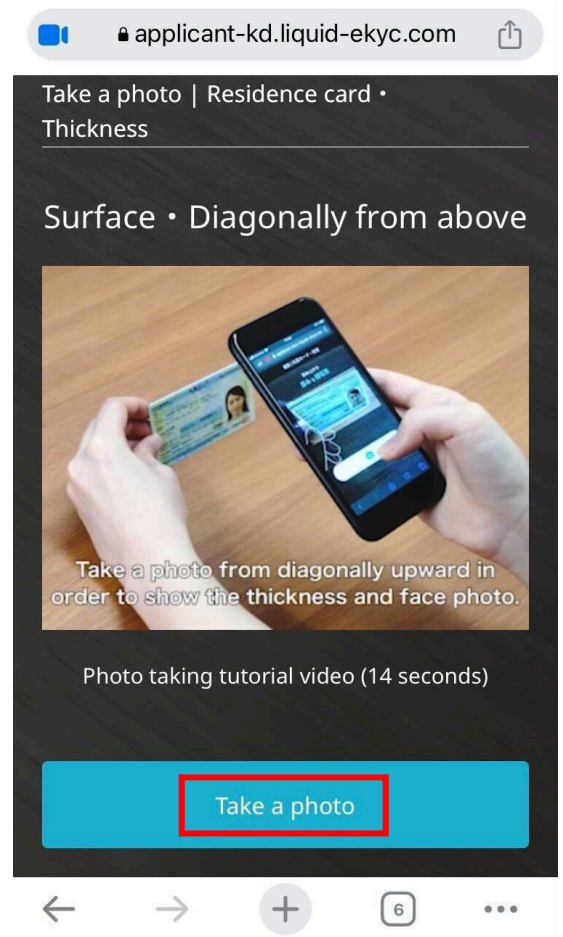 applicant-kd.liquid-ekyc.com
Take a photo | Residence card・
Thickness
Surface・Diagonally from above
Take a photo from diagonally upward in
order to show the thickness and face photo.
Photo taking tutorial video (14 seconds)
Take a photo
6